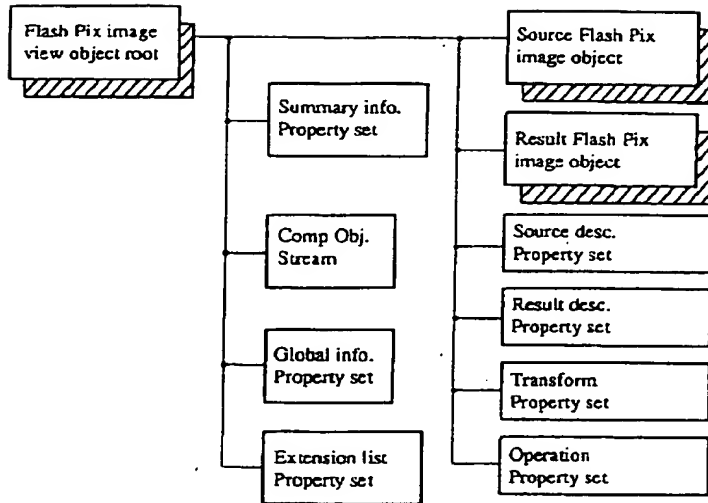 Flash Pix image
view object root
Source Flash Pix
image object
Summary info.
Property set
Result Flash Pix
image object
Comp Obj.
Stream
Source desc.
Property set
Global info.
Property set
Result desc.
Property set
Transform
Property set
Extension list
Property set
Operation
Property set